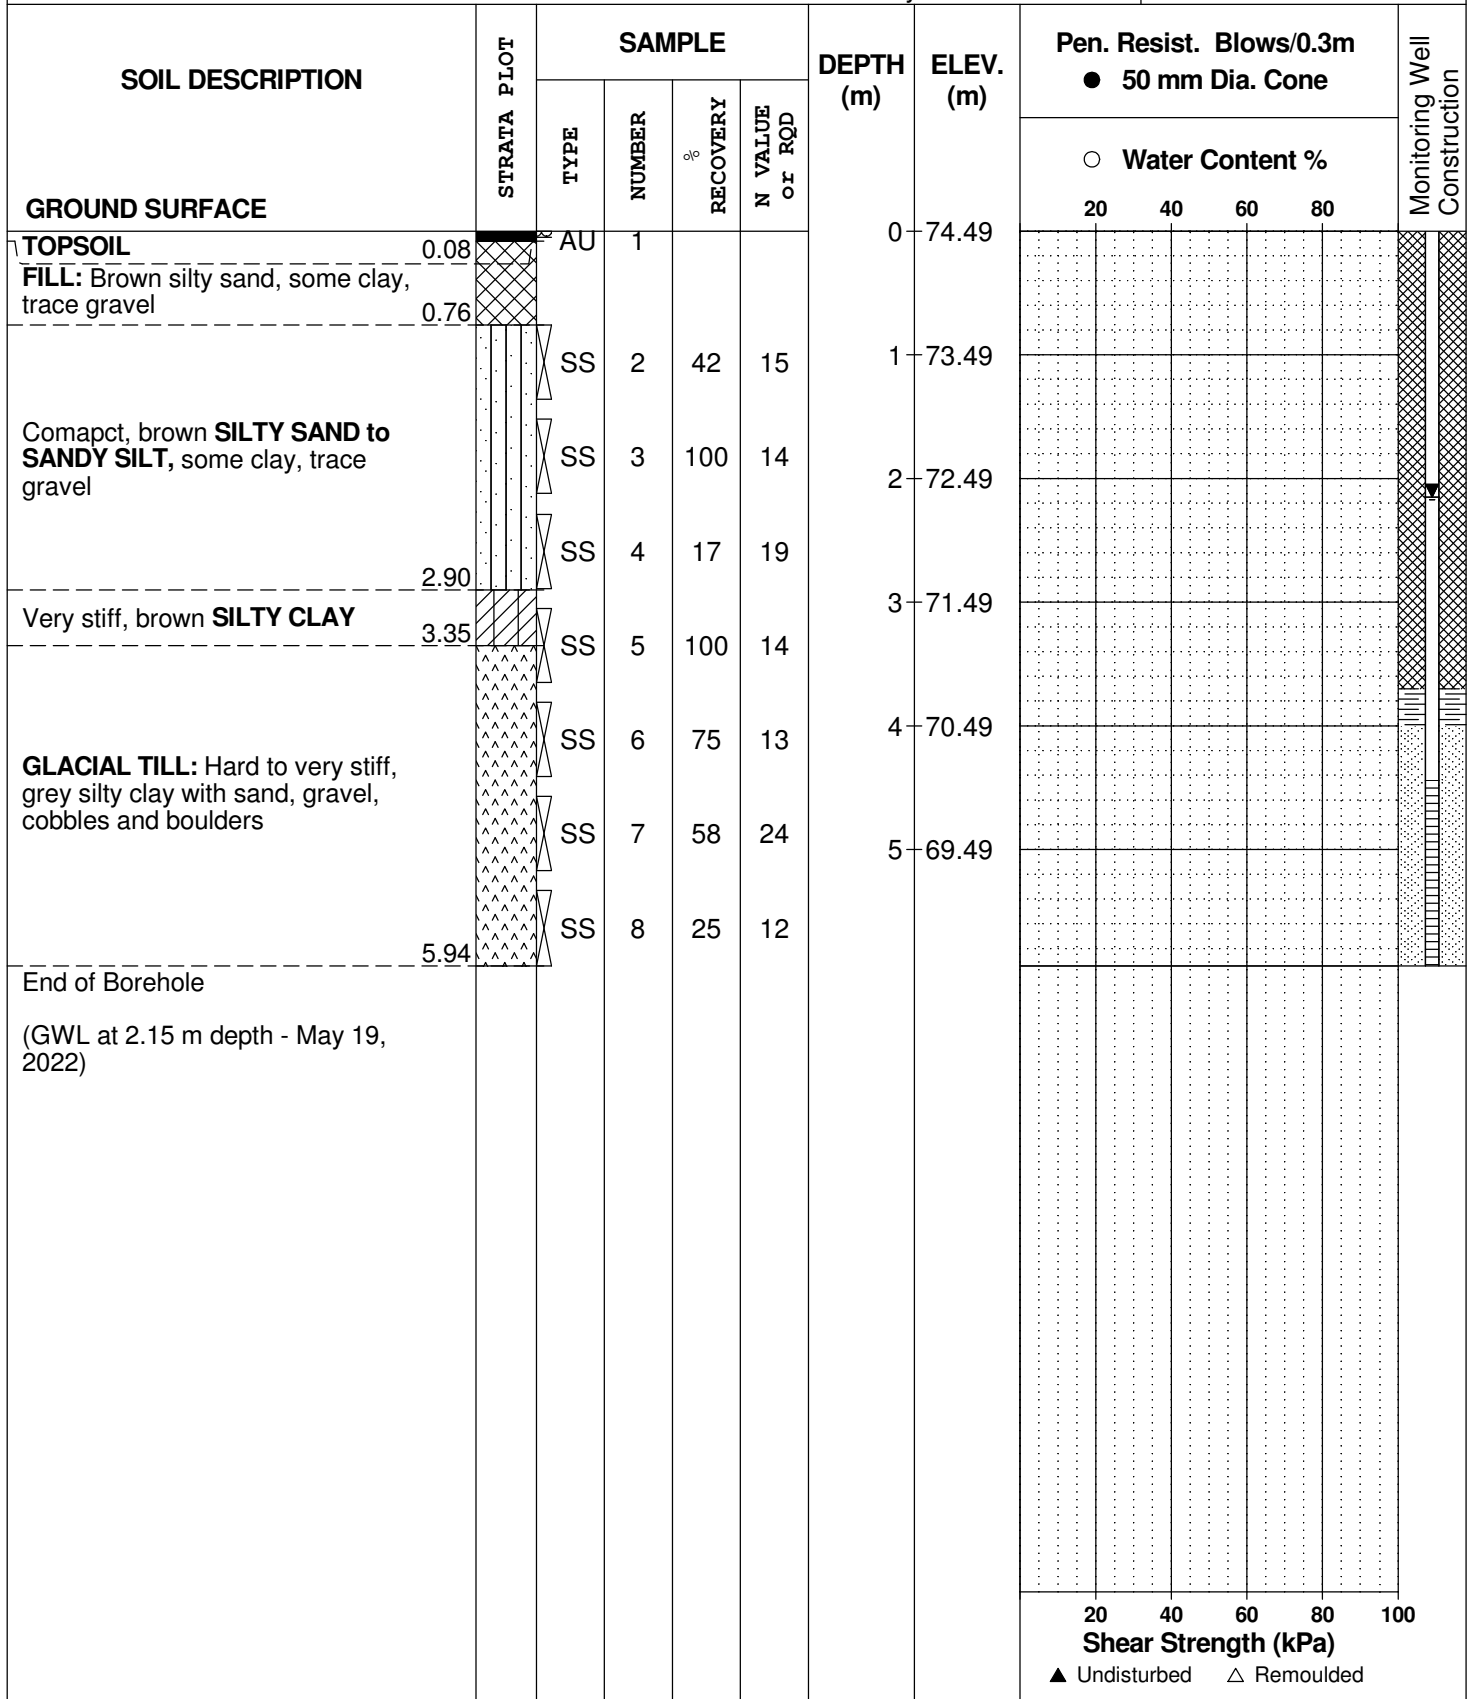 SOIL DESCRIPTION
GROUND SURFACE
STRATA PLOT
SAMPLE
TYPE
NUMBER
%
RECOVERY
N VALUE
or RQD
DEPTH
(m)
ELEV.
(m)
Pen. Resist. Blows/0.3m
● 50 mm Dia. Cone
○ Water Content %
20 40 60 80
Monitoring Well
Construction
TOPSOIL 0.08
FILL: Brown silty sand, some clay,
trace gravel
0.76
Comapct, brown SILTY SAND to
SANDY SILT, some clay, trace
gravel
2.90
Very stiff, brown SILTY CLAY
3.35
GLACIAL TILL: Hard to very stiff,
grey silty clay with sand, gravel,
cobbles and boulders
5.94
End of Borehole
(GWL at 2.15 m depth - May 19,
2022)
AU 1
SS 2 42 15
SS 3 100 14
SS 4 17 19
SS 5 100 14
SS 6 75 13
SS 7 58 24
SS 8 25 12
0 74.49
1 73.49
2 72.49
3 71.49
4 70.49
5 69.49
20 40 60 80 100
Shear Strength (kPa)
▲ Undisturbed △ Remoulded